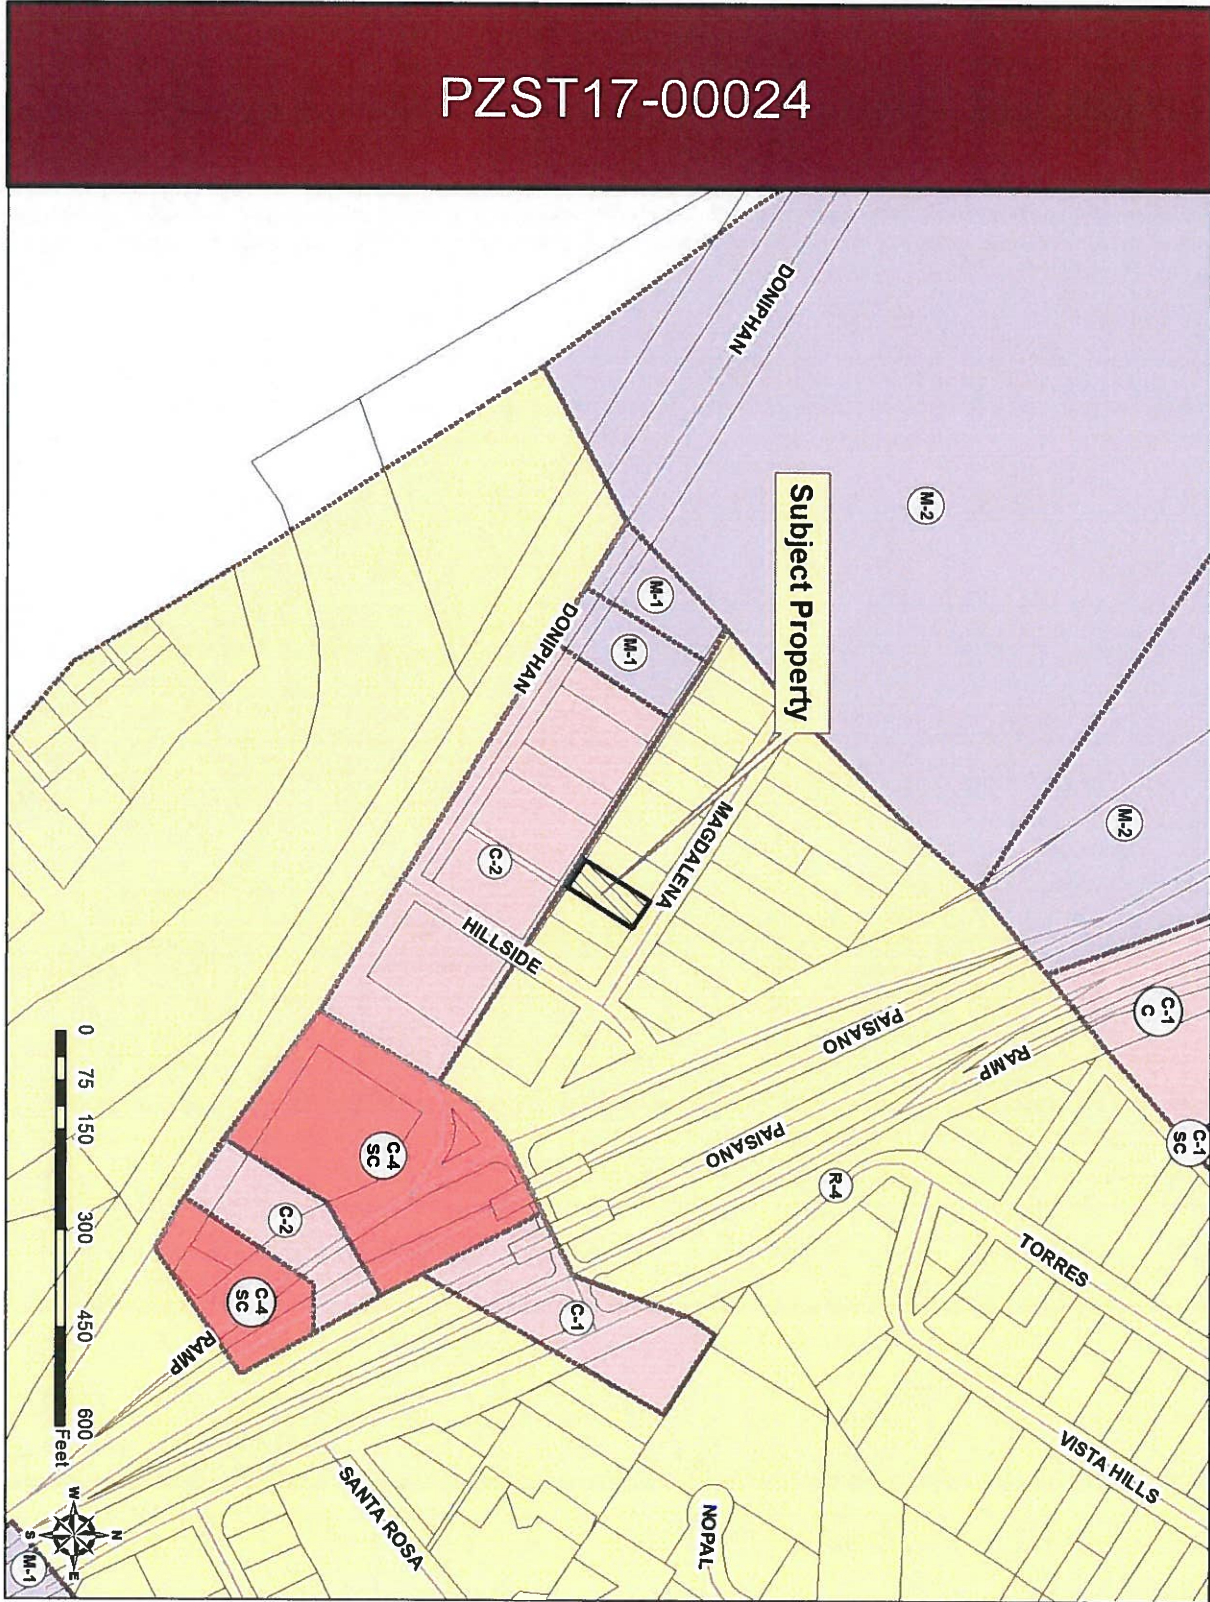 PZST17-00024
DONIPHAN
M-2
Subject Property
M-1
M-1
DONIPHAN
M-2
MAGDALENA
C-2
HILLSIDE
C-1
C
PAISANO
RAMP
C-1
SC
PAISANO
R-4
C-4
SC
C-2
TORRES
C-4
SC
C-1
RAMP
VISTA HILLS
SANTA ROSA
NOPAL
0 75 150 300 450 600
Feet
N
W
E
S
M-1